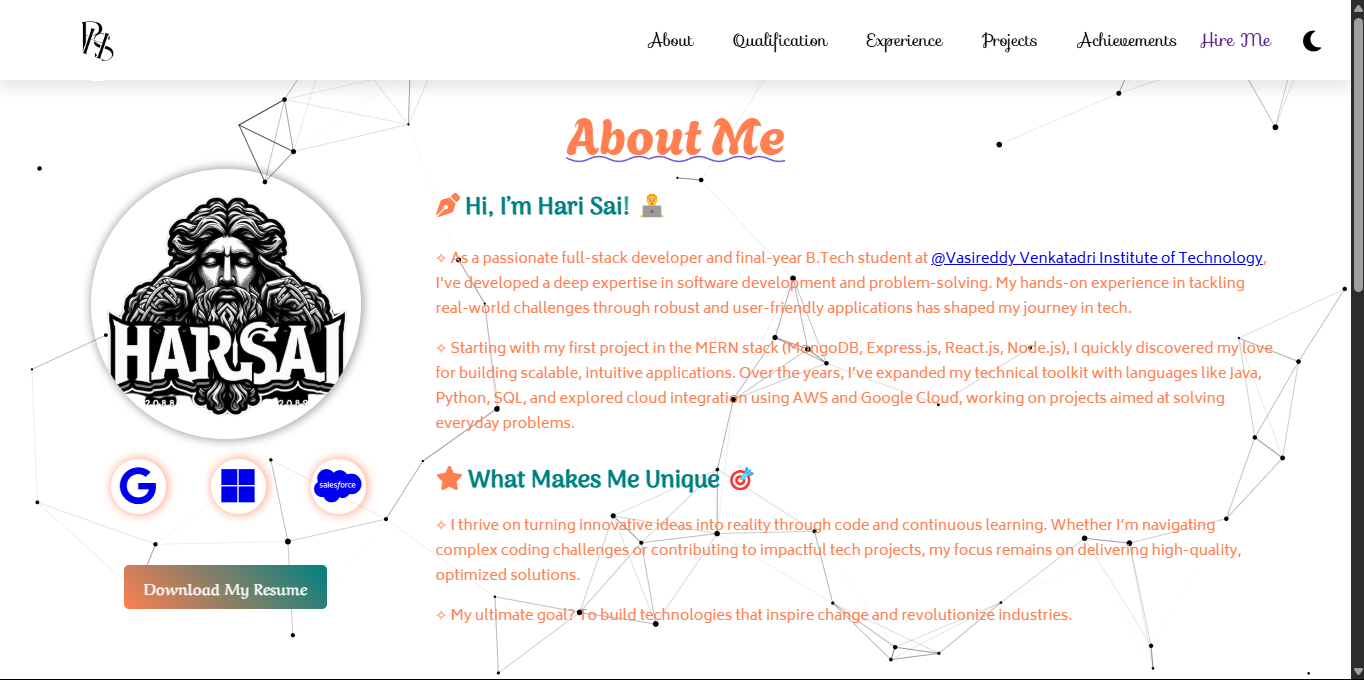 About Qualification Experience Projects Achievements Hire Me
About Me
Hi, I’m Hari Sai!
✧ As a passionate full-stack developer and final-year B.Tech student at @Vasireddy Venkatadri Institute of Technology,
I've developed a deep expertise in software development and problem-solving. My hands-on experience in tackling
real-world challenges through robust and user-friendly applications has shaped my journey in tech.
✧ Starting with my first project in the MERN stack (MongoDB, Express.js, React.js, Node.js), I quickly discovered my love
for building scalable, intuitive applications. Over the years, I’ve expanded my technical toolkit with languages like Java,
Python, SQL, and explored cloud integration using AWS and Google Cloud, working on projects aimed at solving
everyday problems.
HARSAI
salesforce
Download My Resume
What Makes Me Unique
✧ I thrive on turning innovative ideas into reality through code and continuous learning. Whether I’m navigating
complex coding challenges or contributing to impactful tech projects, my focus remains on delivering high-quality,
optimized solutions.
✧ My ultimate goal? To build technologies that inspire change and revolutionize industries.